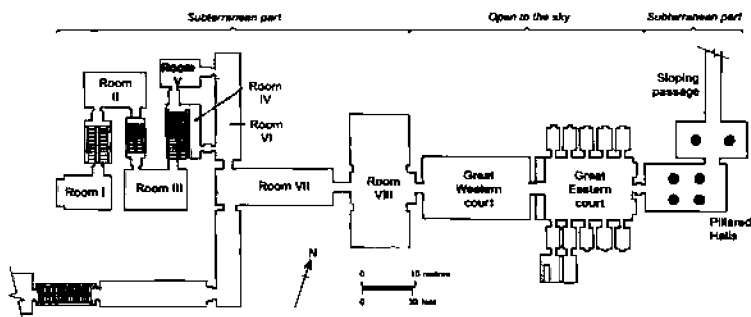 Subterranean part
Open to the sky
Subterranean part
Room
II
Room
V
Room
IV
Room
VI
Sloping
passage
Room I
Room III
Room VII
Room VIII
Great
Western
court
Great
Eastern
court
Pillared
Halls
N
0 10 metres
0 30 feet